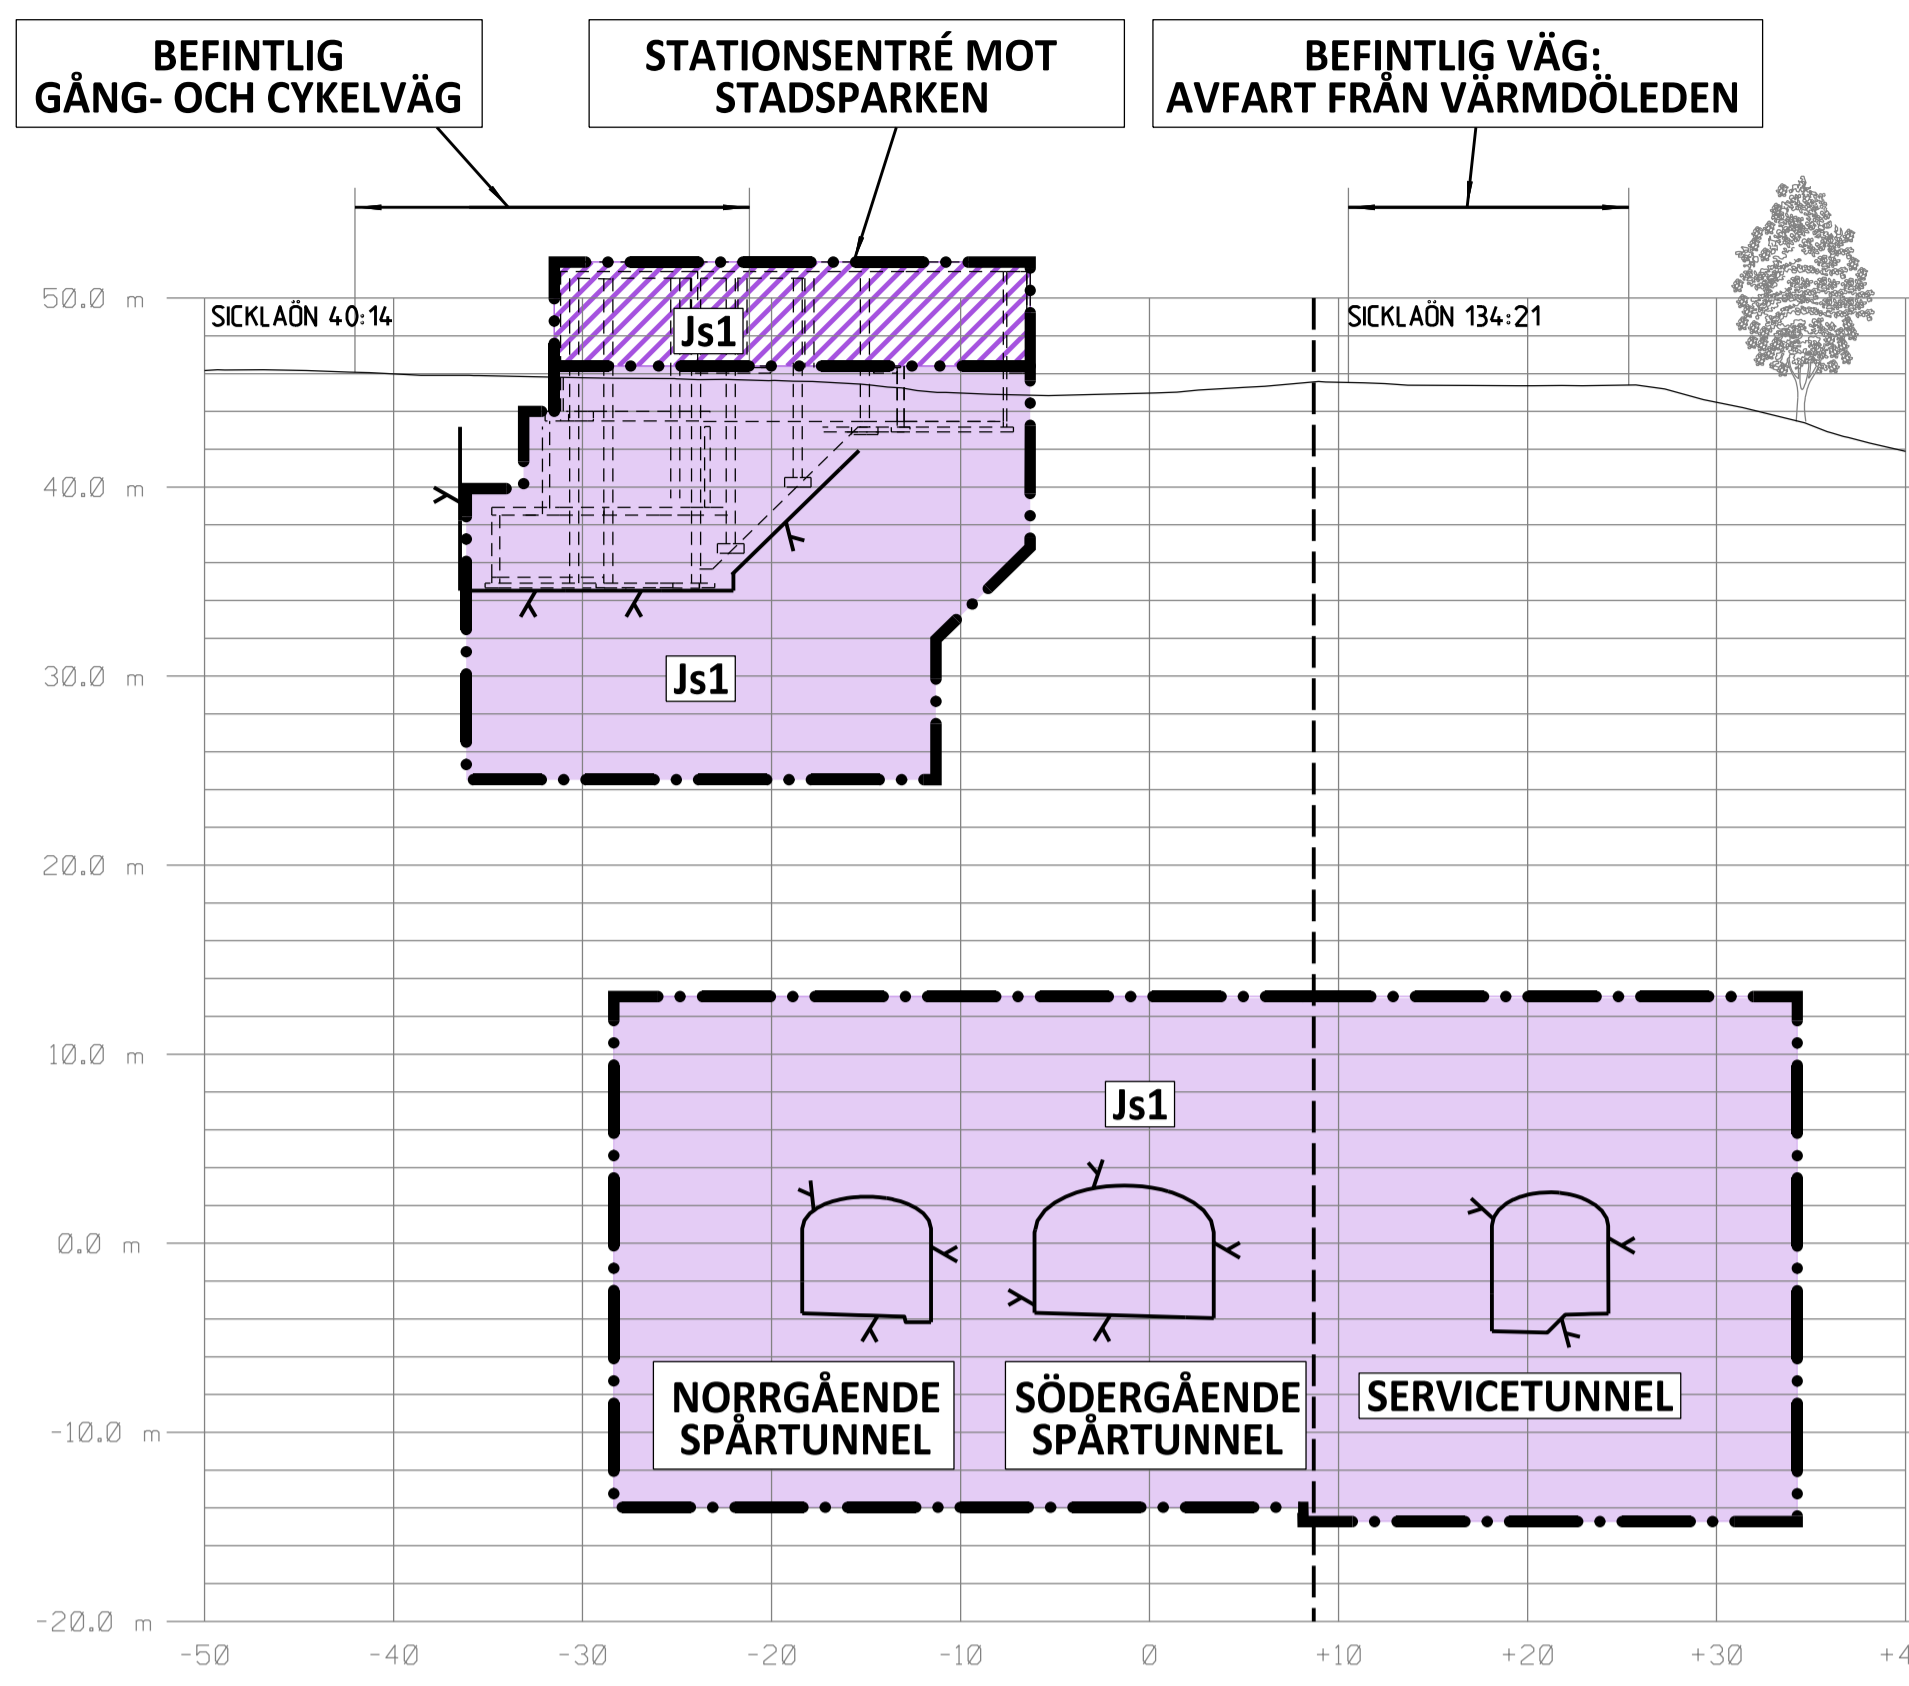 BEFINTLIG
GÅNG- OCH CYKELVÄG
STATIONSENTRÉ MOT
STADSPARKEN
BEFINTLIG VÄG:
AVFART FRÅN VÄRMDÖLEDEN
50.0 m
SICKLAÖN 40:14
Js1
SICKLAÖN 134:21
40.0 m
30.0 m
Js1
20.0 m
10.0 m
Js1
0.0 m
NORRGÅENDE
SPÅRTUNNEL
SÖDERGÅENDE
SPÅRTUNNEL
SERVICETUNNEL
-10.0 m
-20.0 m
-50 -40 -30 -20 -10 0 +10 +20 +30